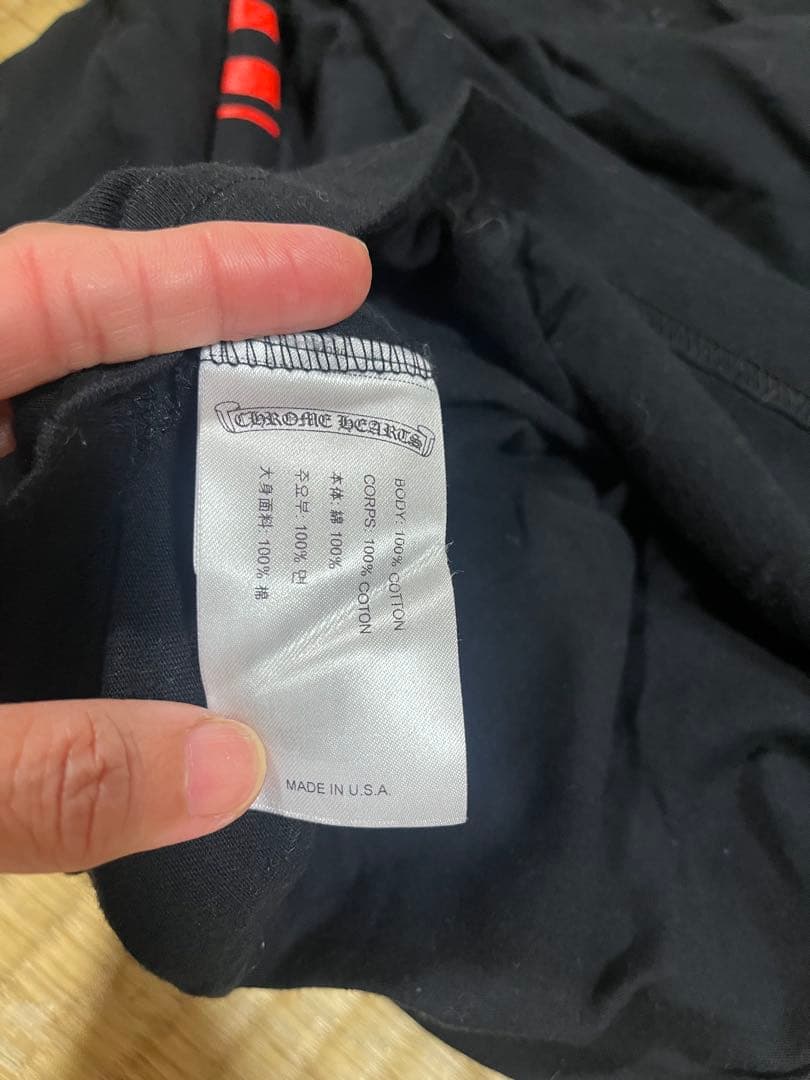 CHROME HEARTS
BODY: 100% COTTON
CORPS: 100% COTON
本体: 綿 100%
주요부: 100% 면
大身面料: 100% 棉
MADE IN U.S.A.